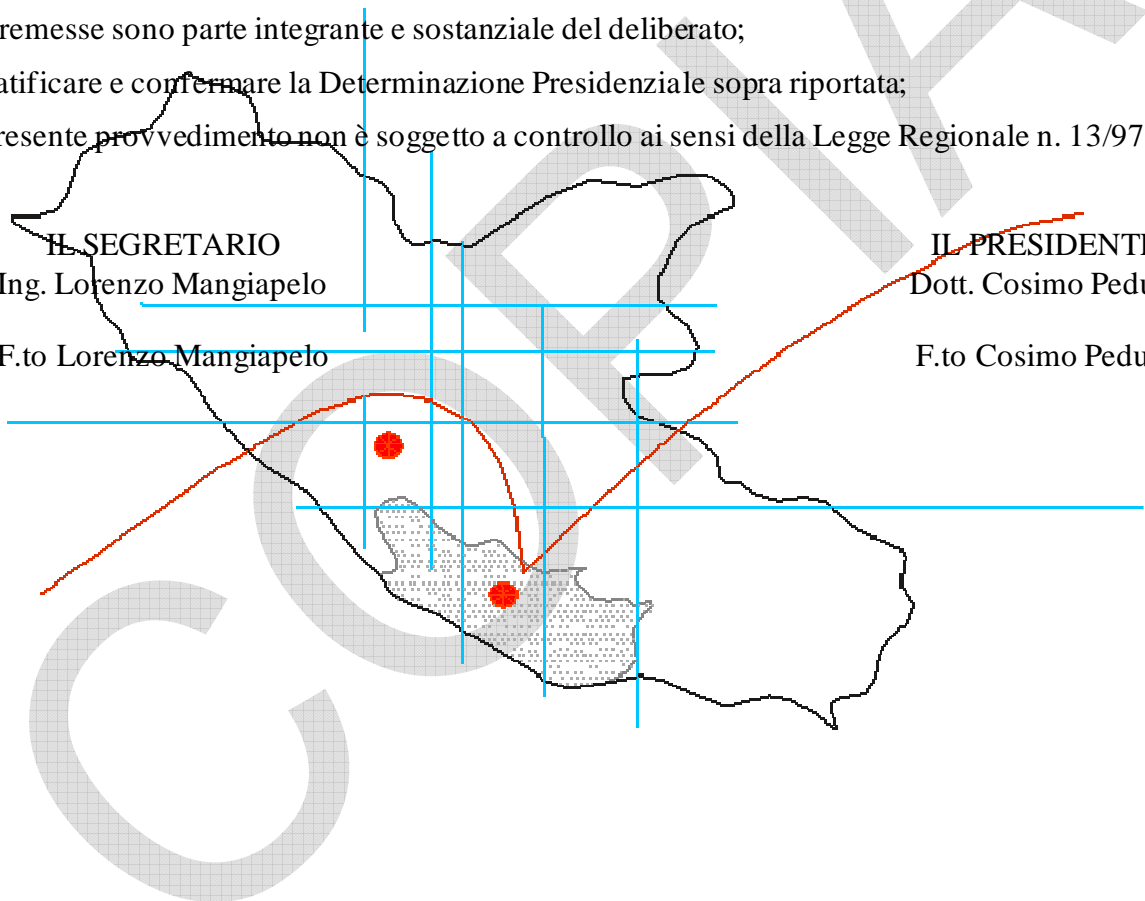 remesse sono parte integrante e sostanziale del deliberato;
atificare e confermare la Determinazione Presidenziale sopra riportata;
resente provvedimento non è soggetto a controllo ai sensi della Legge Regionale n. 13/97
IL SEGRETARIO
Ing. Lorenzo Mangiapelo
F.to Lorenzo Mangiapelo
IL PRESIDENT
Dott. Cosimo Pedu
F.to Cosimo Pedu
COPIA